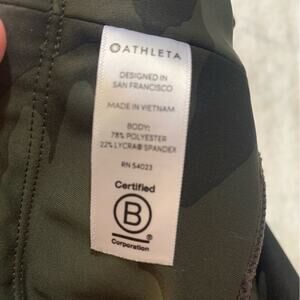 ATHLETA
DESIGNED IN
SAN FRANCISCO
MADE IN VIETNAM
BODY:
78% POLYESTER
22% LYCRA® SPANDEX
RN 54023
Certified
B
®
Corporation